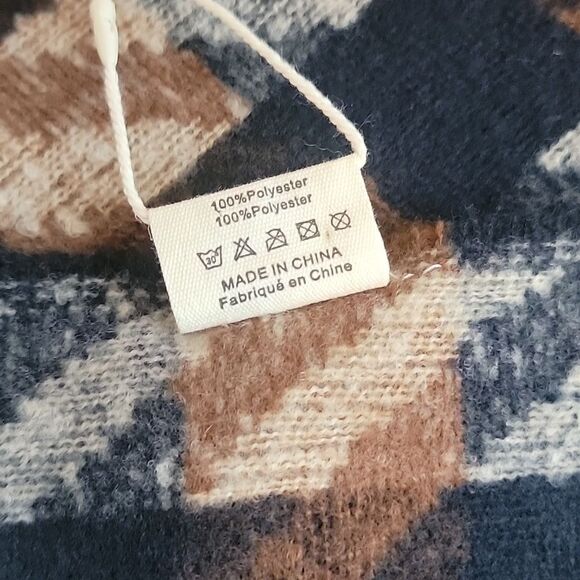 100%Polyester
100%Polyester
30°
MADE IN CHINA
Fabriqué en Chine